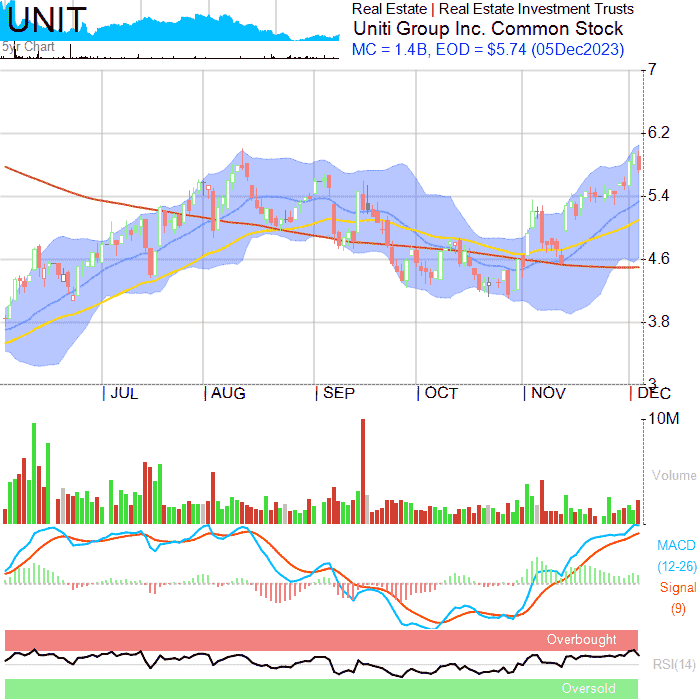 UNIT
5yr Chart
Real Estate | Real Estate Investment Trusts
Uniti Group Inc. Common Stock
MC = 1.4B, EOD = $5.74 (05Dec2023)
7
6.2
5.4
4.6
3.8
3
JUL
AUG
SEP
OCT
NOV
DEC
10M
Volume
MACD
(12-26)
Signal
(9)
Overbought
RSI(14)
Oversold